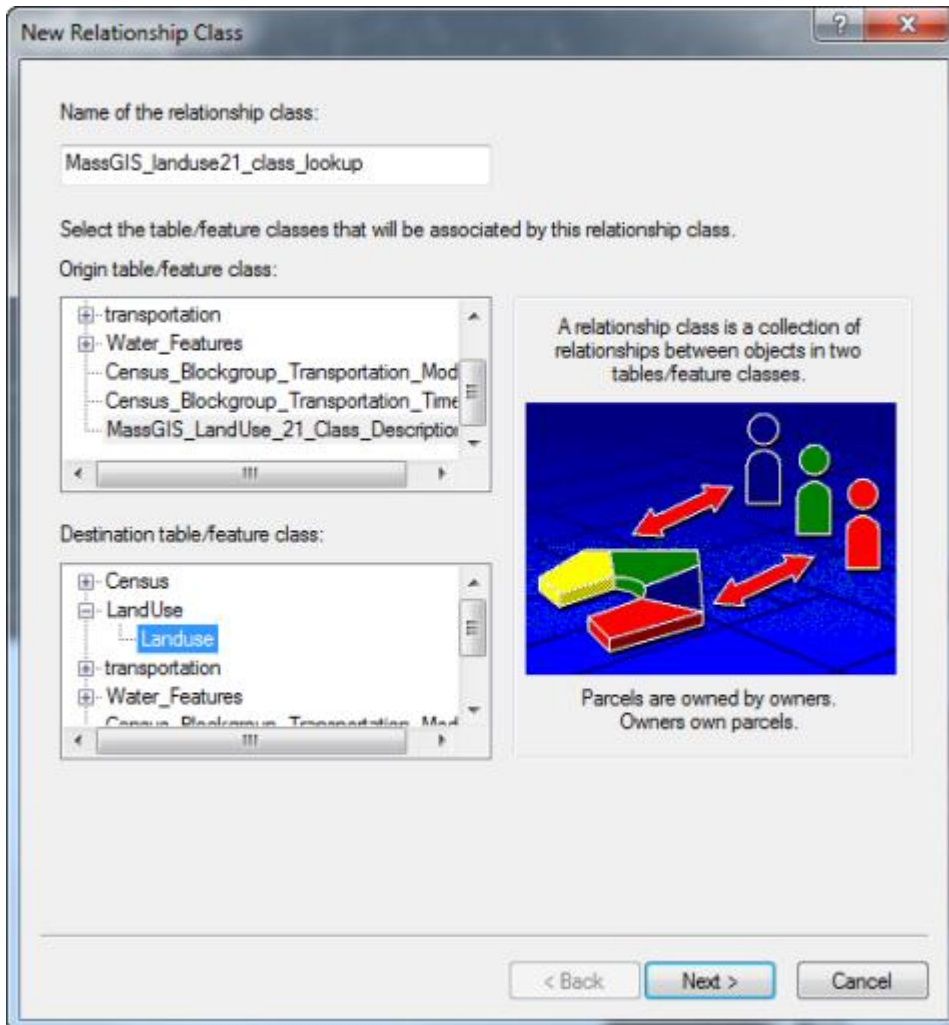 New Relationship Class
Name of the relationship class:
MassGIS_landuse21_class_lookup
Select the table/feature classes that will be associated by this relationship class.
Origin table/feature class:
transportation
Water_Features
Census_Blockgroup_Transportation_Mod
Census_Blockgroup_Transportation_Time
MassGIS_LandUse_21_Class_Description
A relationship class is a collection of
relationships between objects in two
tables/feature classes.
Destination table/feature class:
Census
LandUse
Landuse
transportation
Water_Features
Census_Blockgroup_Transportation_Mod
Parcels are owned by owners.
Owners own parcels.
< Back
Next >
Cancel